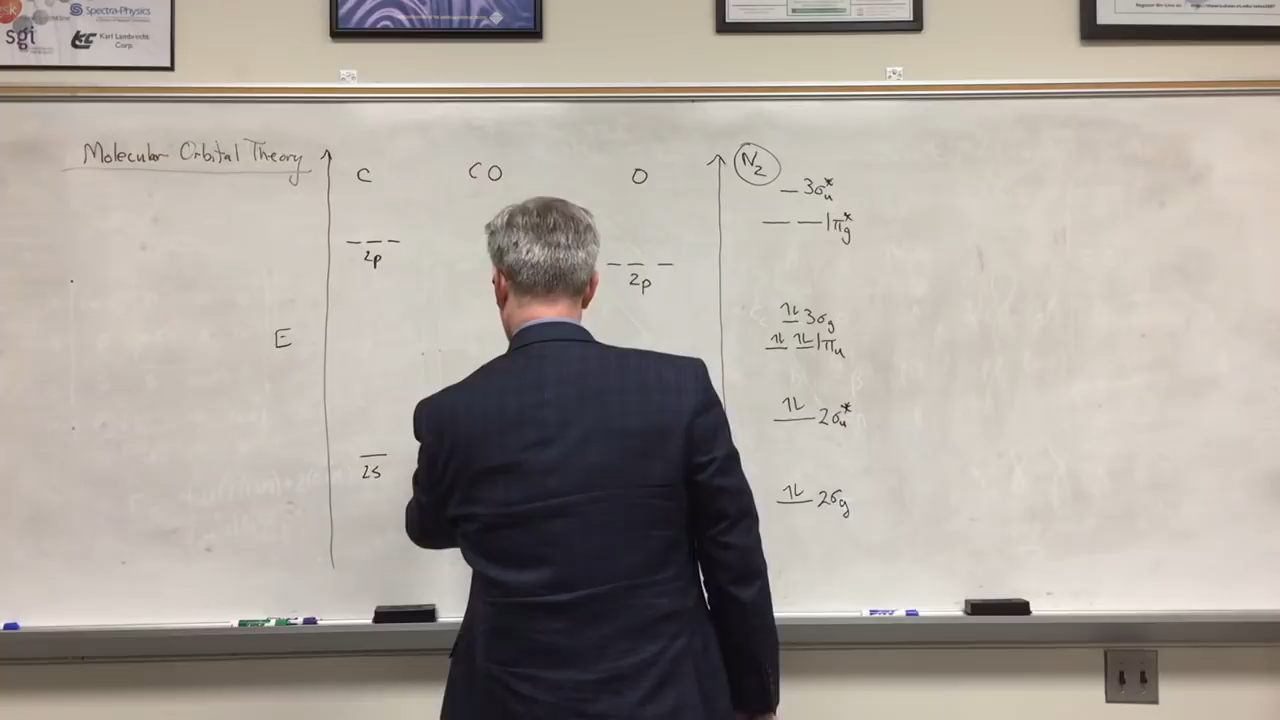 Spectra-Physics
sgi
Karl Lambrecht
Corp.
Molecular Orbital Theory
C
CO
O
2p
2p
E
2s
N₂
3σᵤ*
1πg*
3σg
1πᵤ
2σᵤ*
2σg